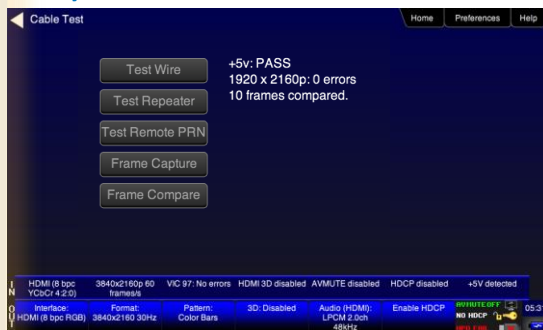 Cable Test
Home
Preferences
Help
Test Wire
Test Repeater
Test Remote PRN
Frame Capture
Frame Compare
+5v: PASS
1920 x 2160p: 0 errors
10 frames compared.
IN
HDMI (8 bpc
YCbCr 4:2:0)
3840x2160p 60
frames/s
VIC 97: No errors
HDMI 3D disabled
AVMUTE disabled
HDCP disabled
+5V detected
Interface:
HDMI (8 bpc RGB)
Format:
3840x2160 30Hz
Pattern:
Color Bars
3D: Disabled
Audio (HDMI):
LPCM 2.0ch
48kHz
Enable HDCP
AVMUTE:OFF
NO HDCP
05:3